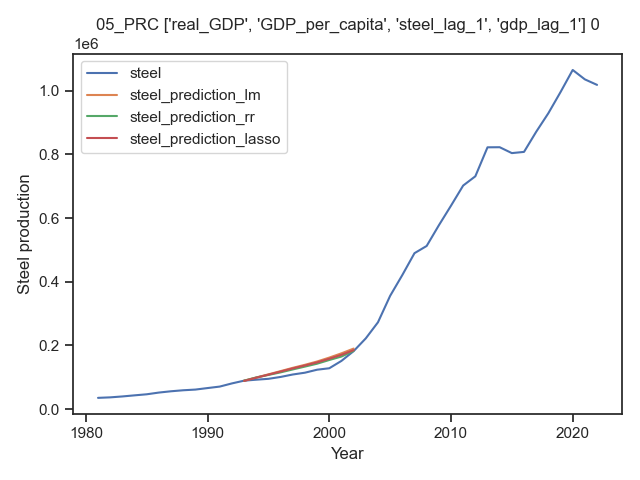 05_PRC ['real_GDP', 'GDP_per_capita', 'steel_lag_1', 'gdp_lag_1'] 0
1e6
steel
steel_prediction_lm
steel_prediction_rr
steel_prediction_lasso
1.0
0.8
0.6
0.4
0.2
0.0
Steel production
1980
1990
2000
2010
2020
Year